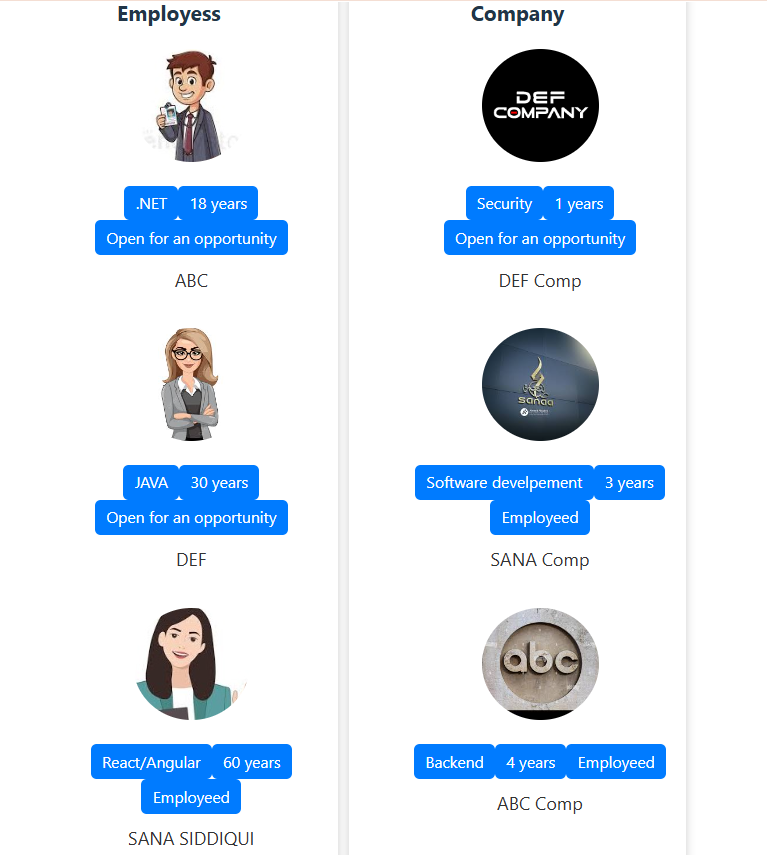 Employess
.NET
18 years
Open for an opportunity
ABC
JAVA
30 years
Open for an opportunity
DEF
React/Angular
60 years
Employeed
SANA SIDDIQUI
Company
DEF
COMPANY
Security
1 years
Open for an opportunity
DEF Comp
sanaa
Software develpement
3 years
Employeed
SANA Comp
abc
Backend
4 years
Employeed
ABC Comp